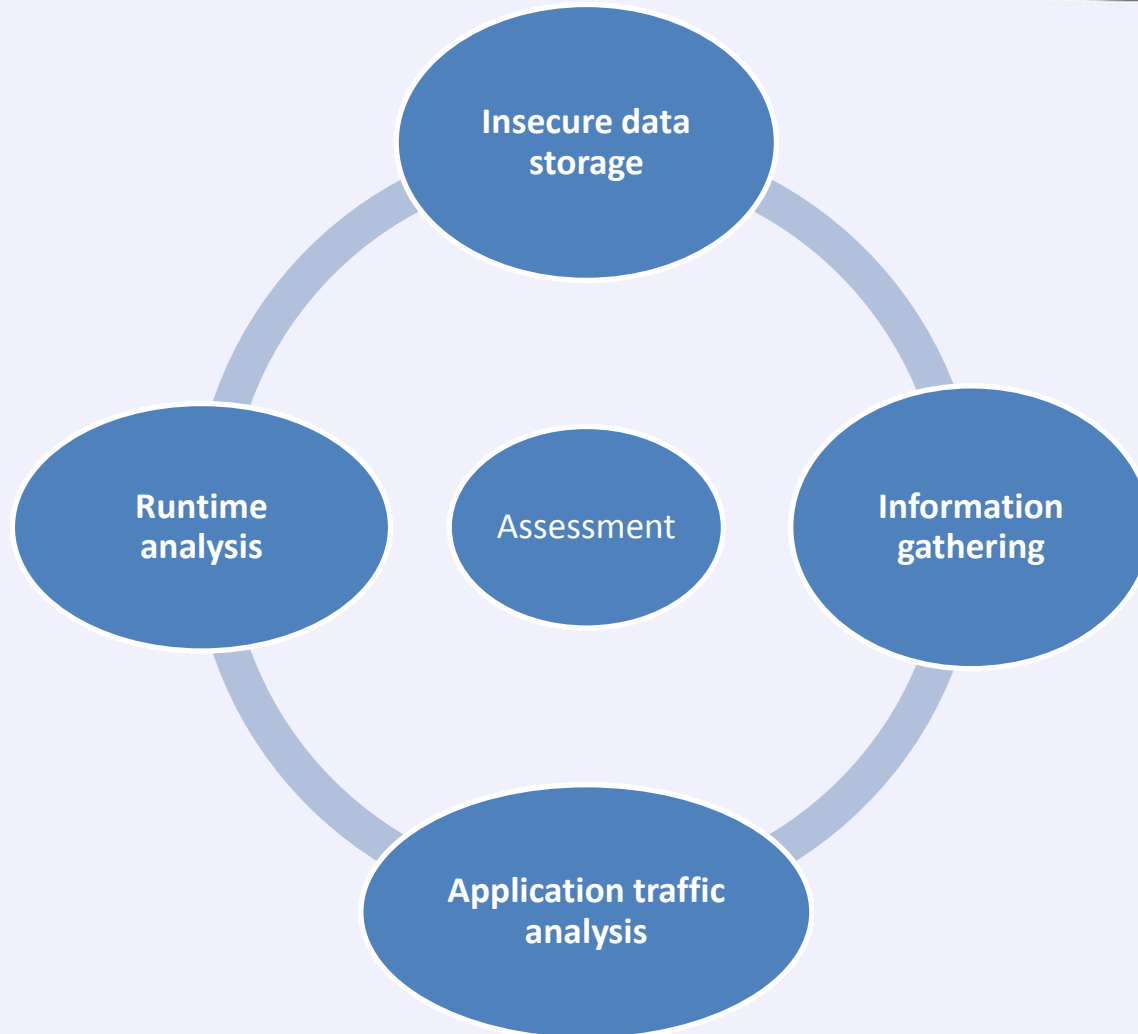 Insecure data
storage
Runtime
analysis
Assessment
Information
gathering
Application traffic
analysis